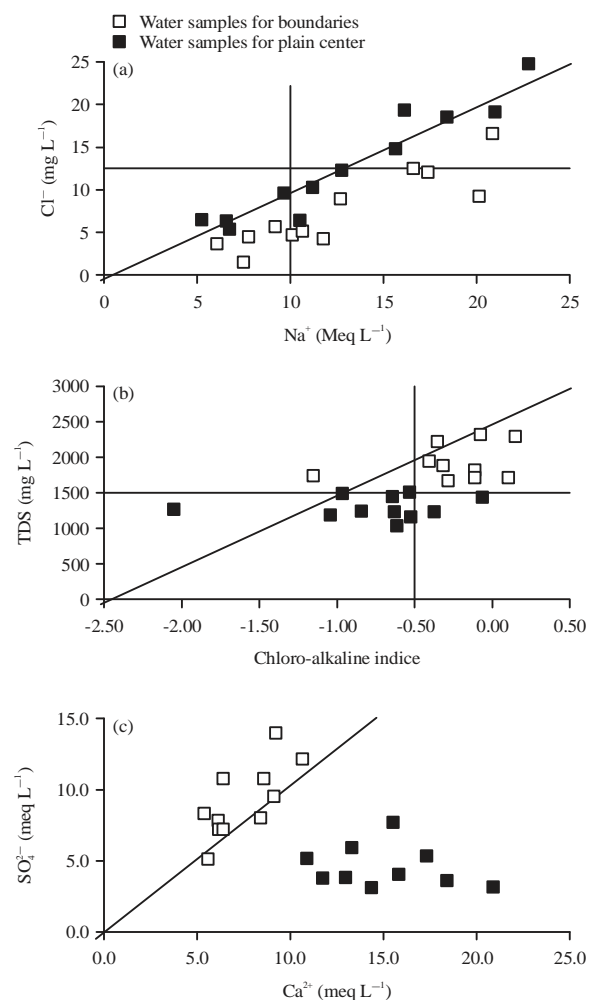 Water samples for boundaries
Water samples for plain center
(a)
25
20
15
10
5
0
Cl⁻ (mg L⁻¹)
0 5 10 15 20 25
Na⁺ (Meq L⁻¹)
(b)
3000
2500
2000
1500
1000
500
0
TDS (mg L⁻¹)
-2.50 -2.00 -1.50 -1.00 -0.50 0.00 0.50
Chloro-alkaline indice
(c)
15.0
10.0
5.0
0.0
SO₄²⁻ (meq L⁻¹)
0.0 5.0 10.0 15.0 20.0 25.0
Ca²⁺ (meq L⁻¹)